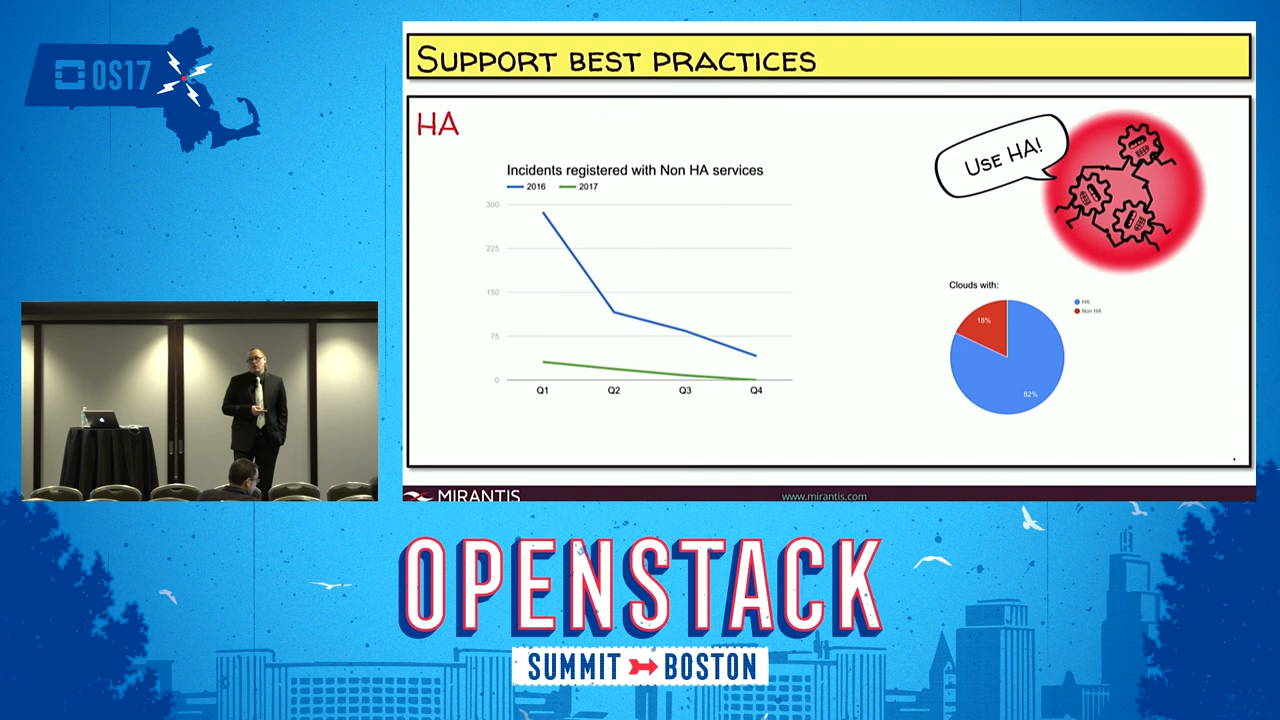 OS17
SUPPORT BEST PRACTICES
HA
USE HA!
Incidents registered with Non HA services
2016
2017
300
225
150
75
0
Q1 Q2 Q3 Q4
Clouds with:
HA
Non HA
18%
82%
MIRANTIS
www.mirantis.com
OPENSTACK
SUMMIT BOSTON